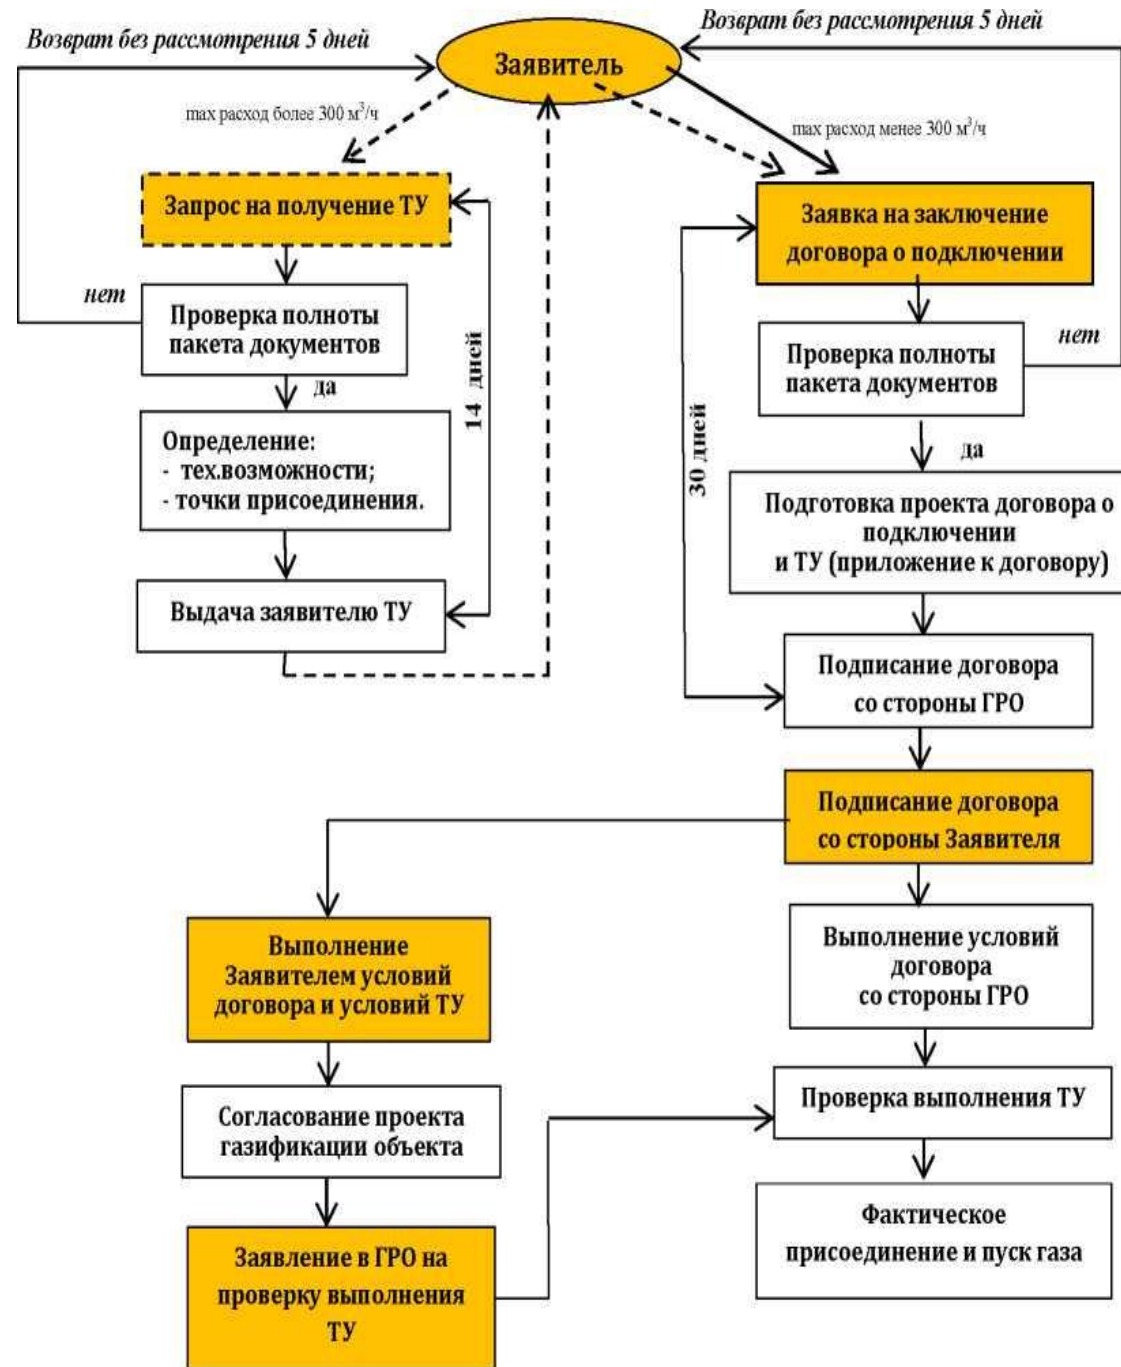 Возврат без рассмотрения 5 дней
Возврат без рассмотрения 5 дней
Заявитель
max расход более 300 м³/ч
max расход менее 300 м³/ч
Запрос на получение ТУ
нет
Проверка полноты
пакета документов
да
Определение:
- тех.возможности;
- точки присоединения.
Выдача заявителю ТУ
14 дней
Заявка на заключение
договора о подключении
нет
Проверка полноты
пакета документов
да
30 дней
Подготовка проекта договора о
подключении
и ТУ (приложение к договору)
Подписание договора
со стороны ГРО
Подписание договора
со стороны Заявителя
Выполнение
Заявителем условий
договора и условий ТУ
Выполнение условий
договора
со стороны ГРО
Согласование проекта
газификации объекта
Проверка выполнения ТУ
Заявление в ГРО на
проверку выполнения
ТУ
Фактическое
присоединение и пуск газа